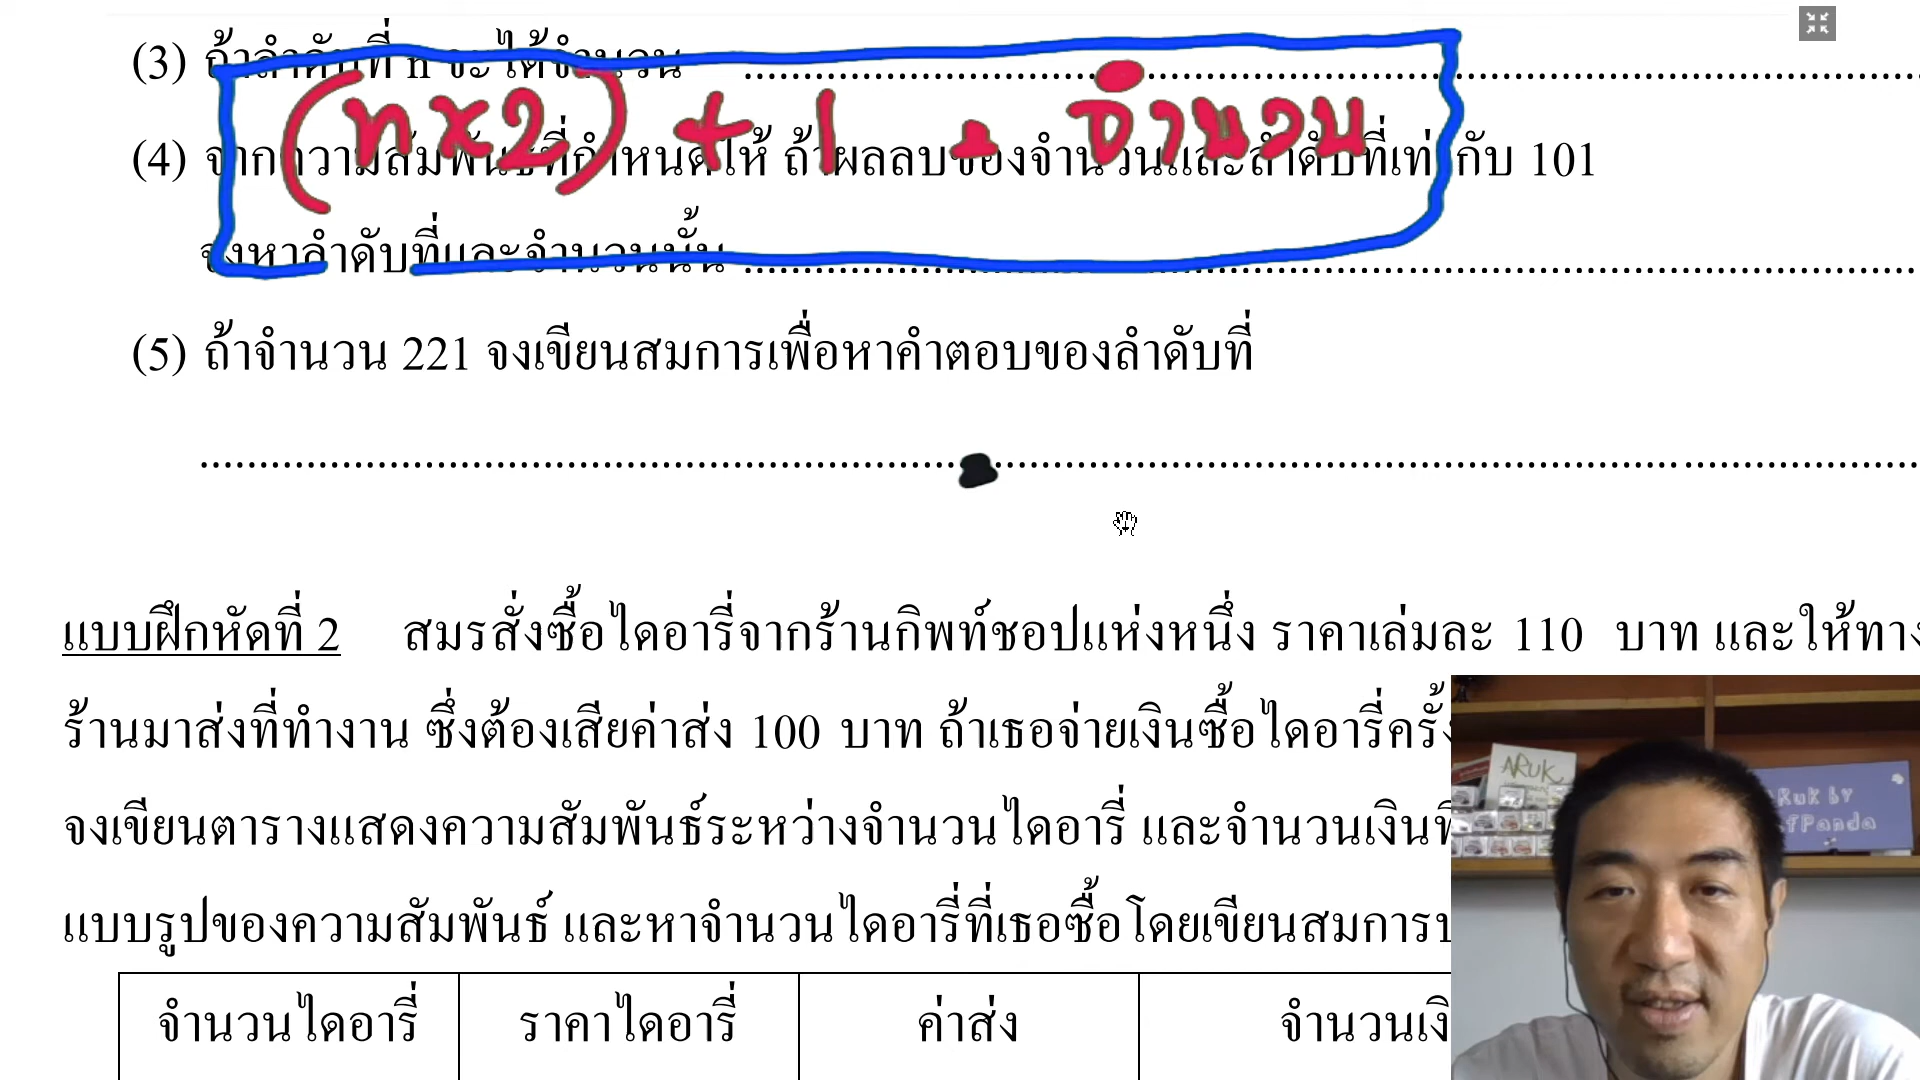 (3) ถ้าลำดับที่ n จะได้จำนวน ................
(n×2) + 1 = จำนวน
(4) จากความสัมพันธ์ที่กำหนดให้ ถ้าผลลบของจำนวนและลำดับที่เท่ากับ 101
จงหาลำดับที่และจำนวนนั้น ................
(5) ถ้าจำนวน 221 จงเขียนสมการเพื่อหาคำตอบของลำดับที่
................
แบบฝึกหัดที่ 2 สมรสั่งซื้อไดอารี่จากร้านกิพท์ชอปแห่งหนึ่ง ราคาเล่มละ 110 บาท และให้ทาง
ร้านมาส่งที่ทำงาน ซึ่งต้องเสียค่าส่ง 100 บาท ถ้าเธอจ่ายเงินซื้อไดอารี่ครั้ง
จงเขียนตารางแสดงความสัมพันธ์ระหว่างจำนวนไดอารี่ และจำนวนเงิน
แบบรูปของความสัมพันธ์ และหาจำนวนไดอารี่ที่เธอซื้อโดยเขียนสมการ
ARUK
Ruk by
fPanda
จำนวนไดอารี่ ราคาไดอารี่ ค่าส่ง จำนวนเงิ